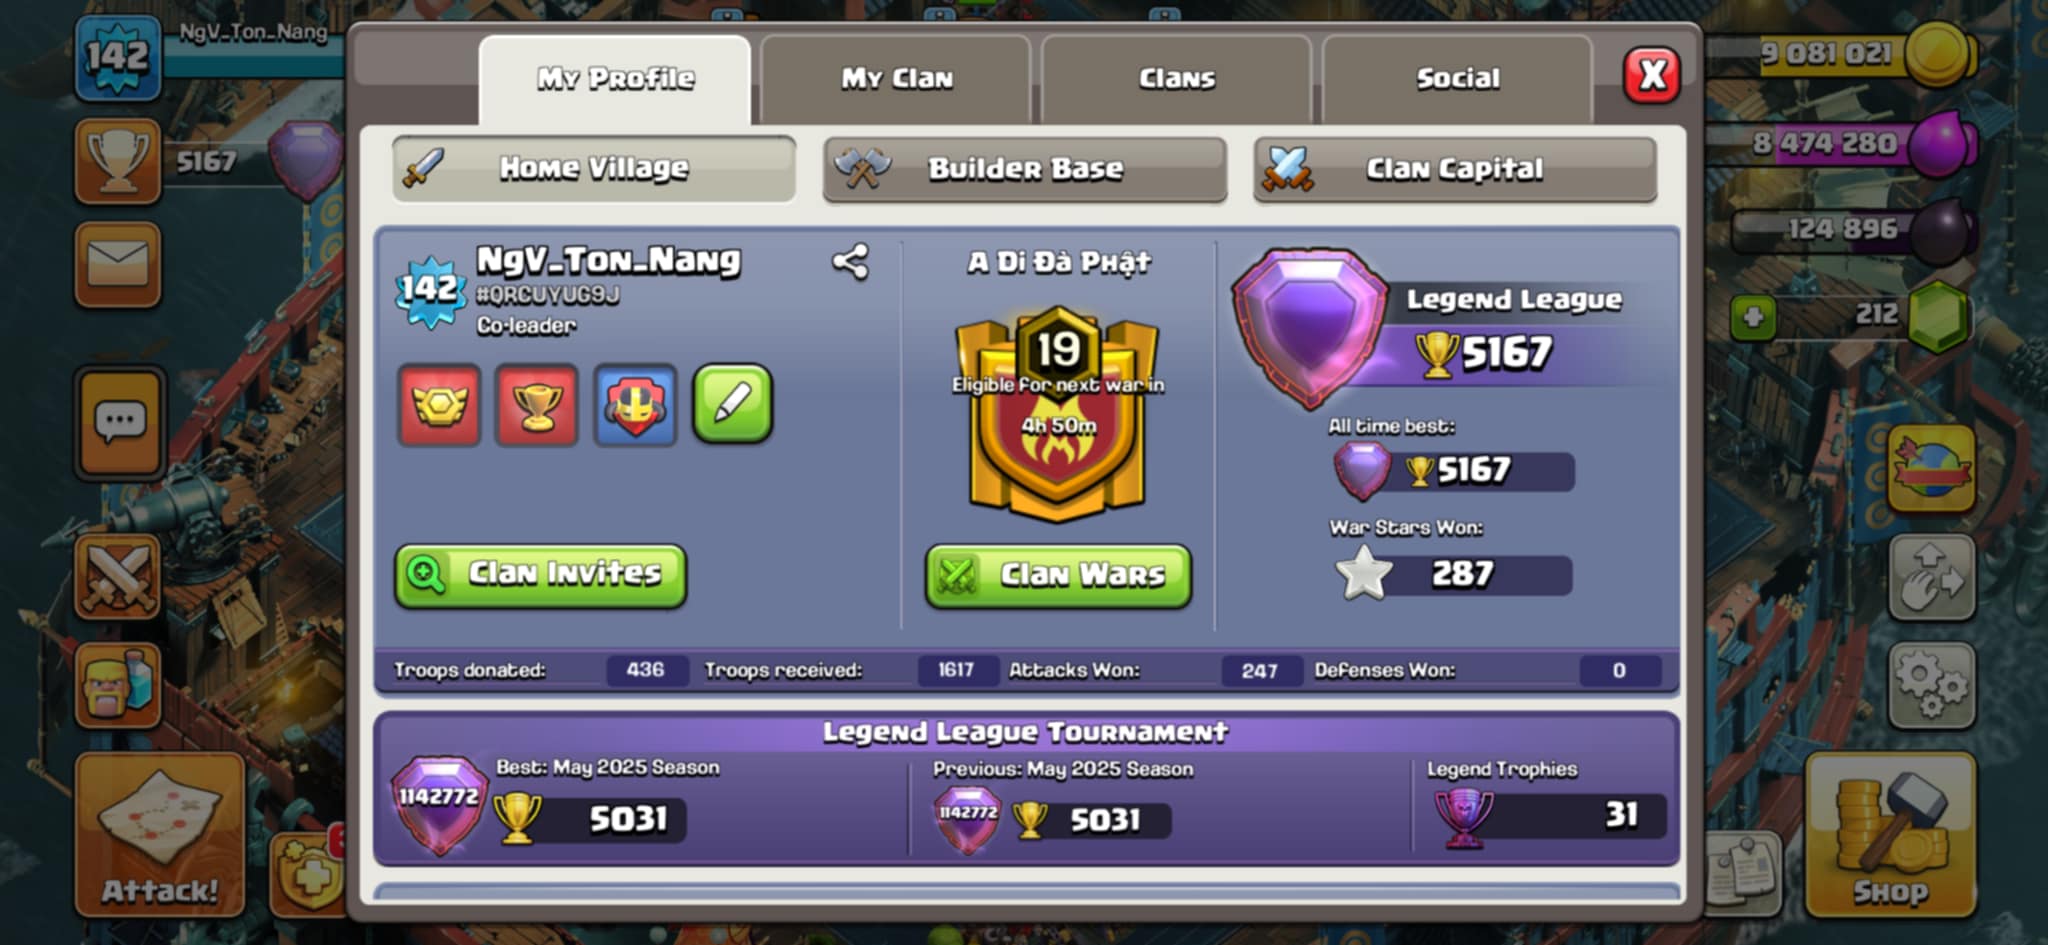 142
NgV_Ton_Nang
My Profile
My Clan
Clans
Social
X
9 081 021
5167
Home Village
Builder Base
Clan Capital
8 474 280
142
NgV_Ton_Nang
#QRCUYUG9J
Co-leader
A Di Đà Phật
19
Eligible for next war in
4h 50m
Legend League
5167
124 896
212
All time best:
5167
War Stars Won:
287
Clan Invites
Clan Wars
Troops donated: 436
Troops received: 1617
Attacks Won: 247
Defenses Won: 0
Legend League Tournament
Best: May 2025 Season
1142772
5031
Previous: May 2025 Season
1142772
5031
Legend Trophies
31
Attack!
Shop